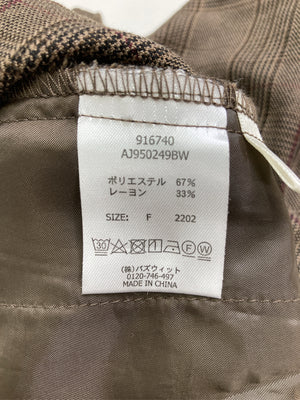 916740
AJ950249BW
ポリエステル 67%
レーヨン 33%
SIZE: F 2202
30 P F W
(株)バズウィット
0120-746-497
MADE IN CHINA